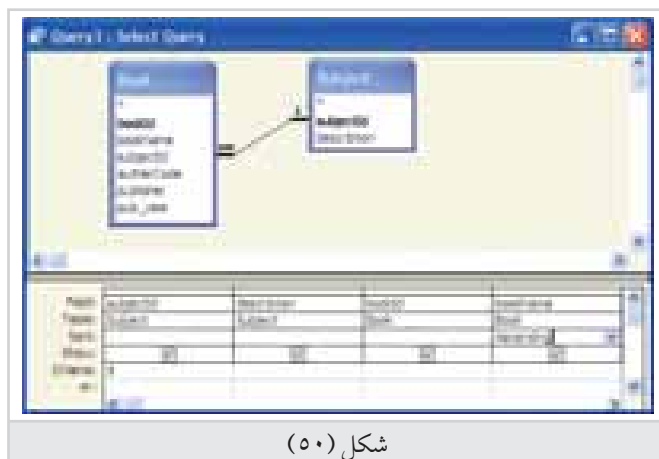 Query1 : Select Query
Book
Subject
*
*
bookID
subjectID
bookname
description
subjectID
authorCode
publisher
pub_year
Field:
subjectID
description
bookID
bookname
Table:
Subject
Subject
Book
Book
Sort:
Ascending
Show:
Criteria:
or:
شكل (٥٠)